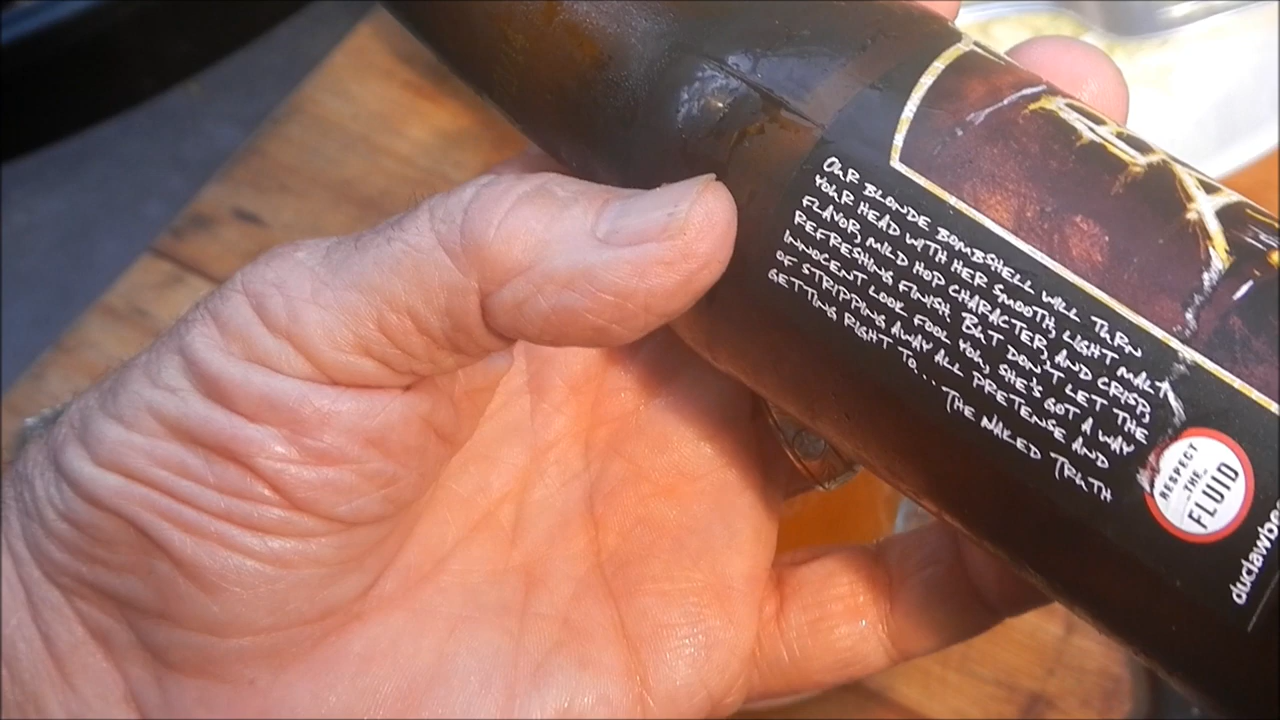 OUR BLONDE BOMBSHELL WILL TURN
YOUR HEAD WITH HER SMOOTH, LIGHT MALT
FLAVOR, MILD HOP CHARACTER, AND CRISP,
REFRESHING FINISH. BUT DON'T LET THE
INNOCENT LOOK FOOL YOU, SHE'S GOT A WAY
OF STRIPPING AWAY ALL PRETENSE AND
GETTING RIGHT TO... THE NAKED TRUTH
RESPECT
THE
FLUID
duclawbe